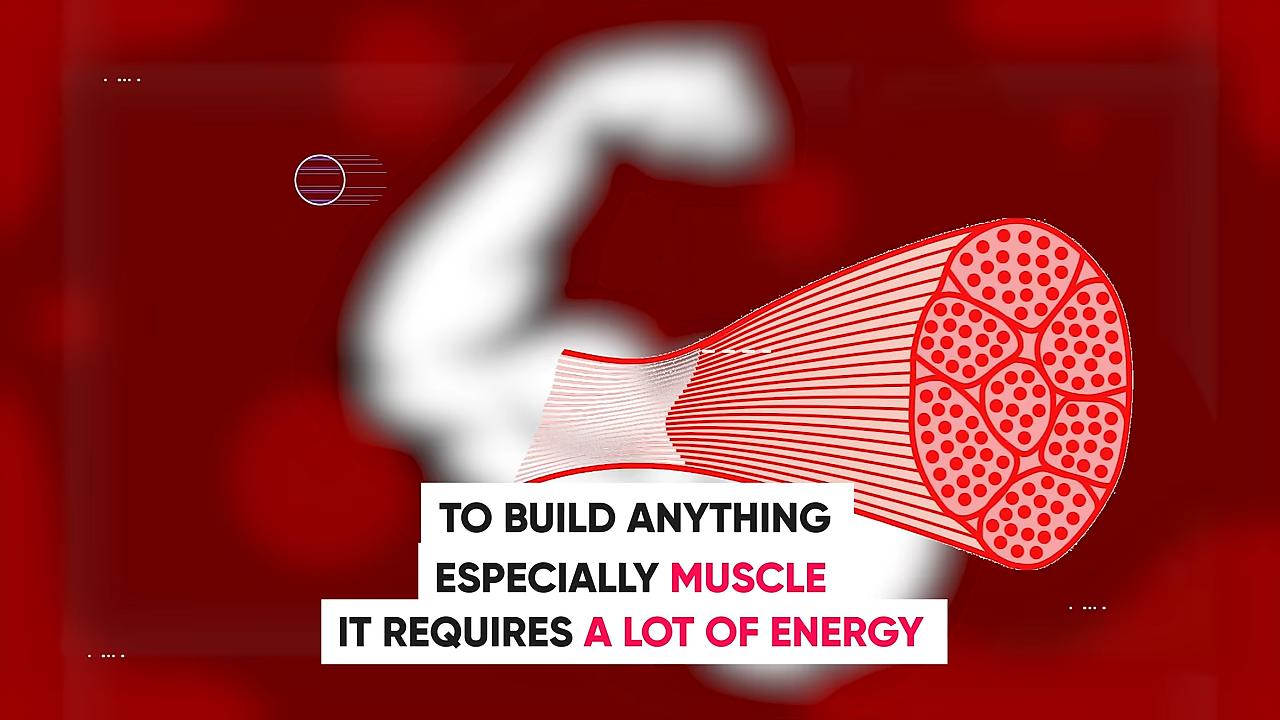 TO BUILD ANYTHING
ESPECIALLY MUSCLE
IT REQUIRES A LOT OF ENERGY